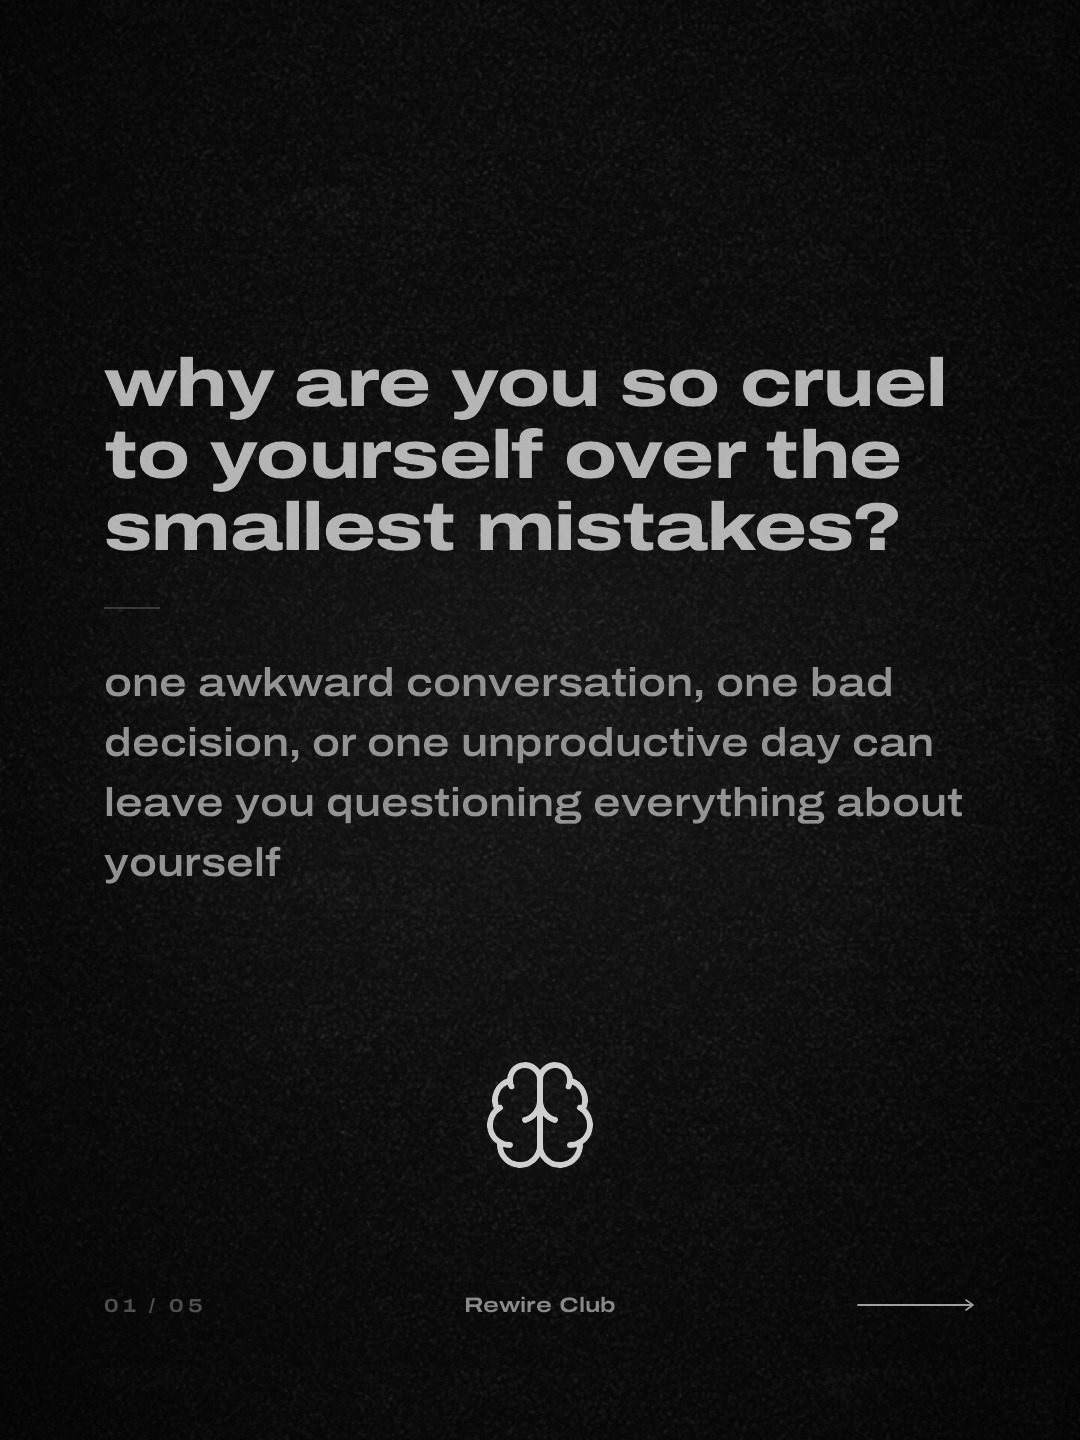 why are you so cruel
to yourself over the
smallest mistakes?
one awkward conversation, one bad
decision, or one unproductive day can
leave you questioning everything about
yourself
01 / 05
Rewire Club